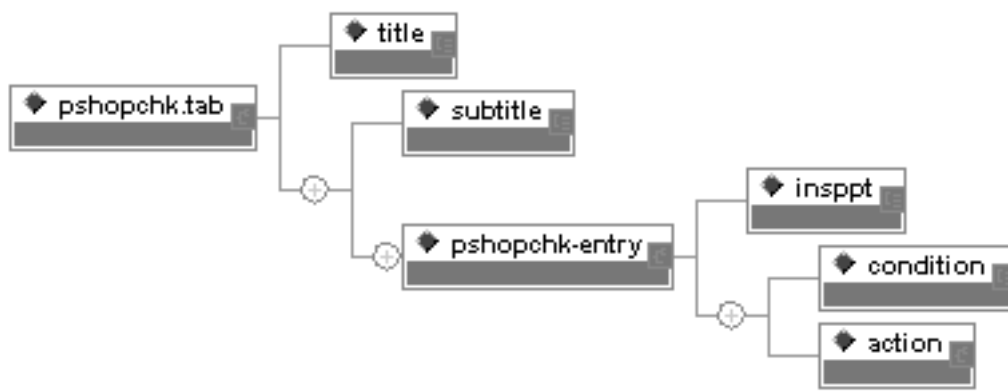 title
pshopchk.tab
subtitle
insppt
pshopchk-entry
condition
action